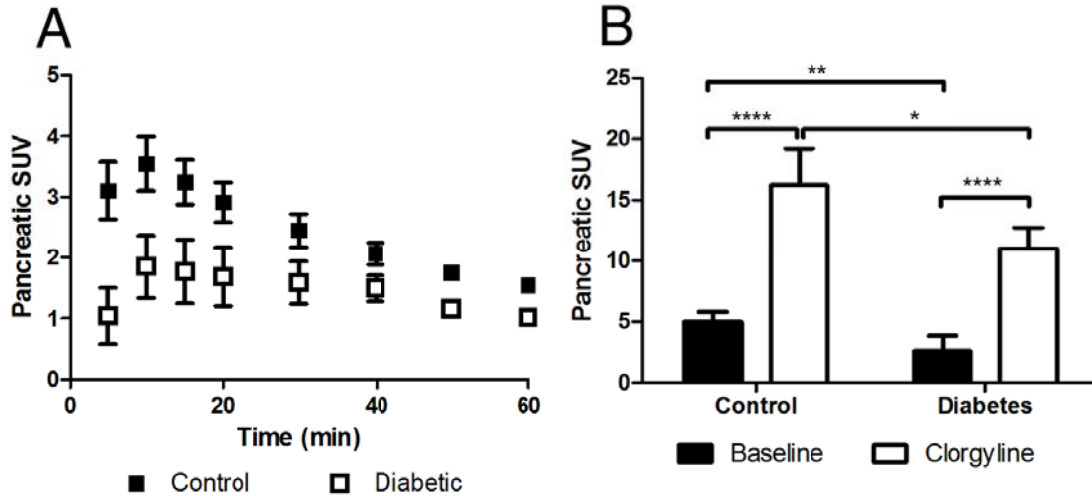 A
Pancreatic SUV
5
4
3
2
1
0
0
20
40
60
Time (min)
Control
Diabetic
B
Pancreatic SUV
25
20
15
10
5
0
**
****
*
****
Control
Diabetes
Baseline
Clorgyline